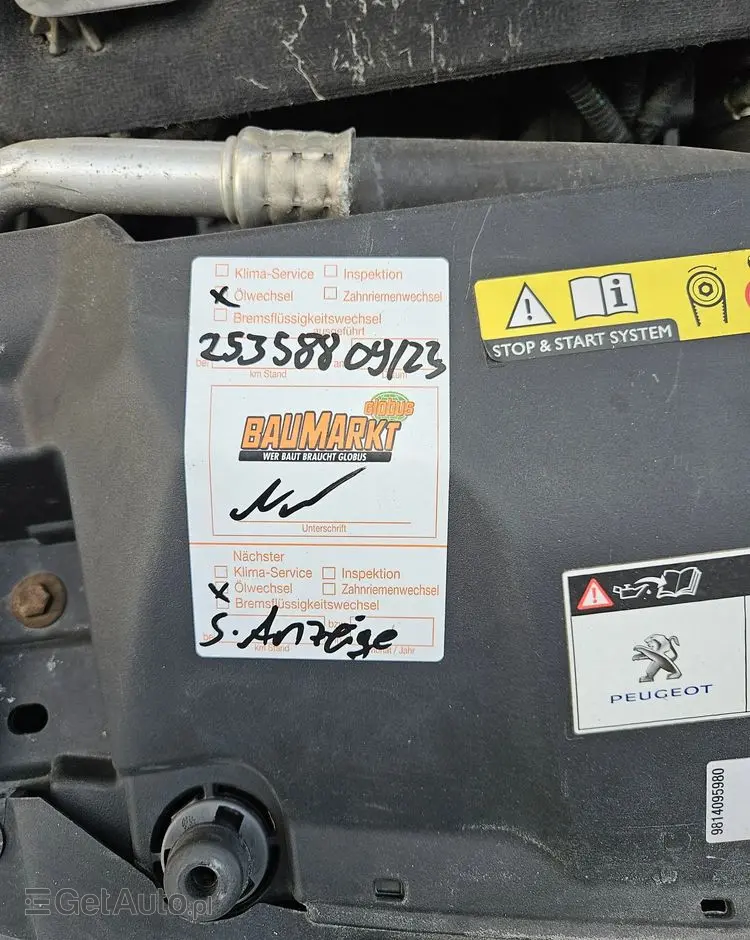 Klima-Service Inspektion
X Ölwechsel Zahnriemenwechsel
Bremsflüssigkeitswechsel
ausgeführt
253588 09/23
km Stand
GLOBUS
BAUMARKT
WER BAUT BRAUCHT GLOBUS
Unterschrift
Nächster
Klima-Service Inspektion
X Ölwechsel Zahnriemenwechsel
Bremsflüssigkeitswechsel
S. Anzeige
km Stand Monat / Jahr
STOP & START SYSTEM
PEUGEOT
9814095980
GetAuto.pl